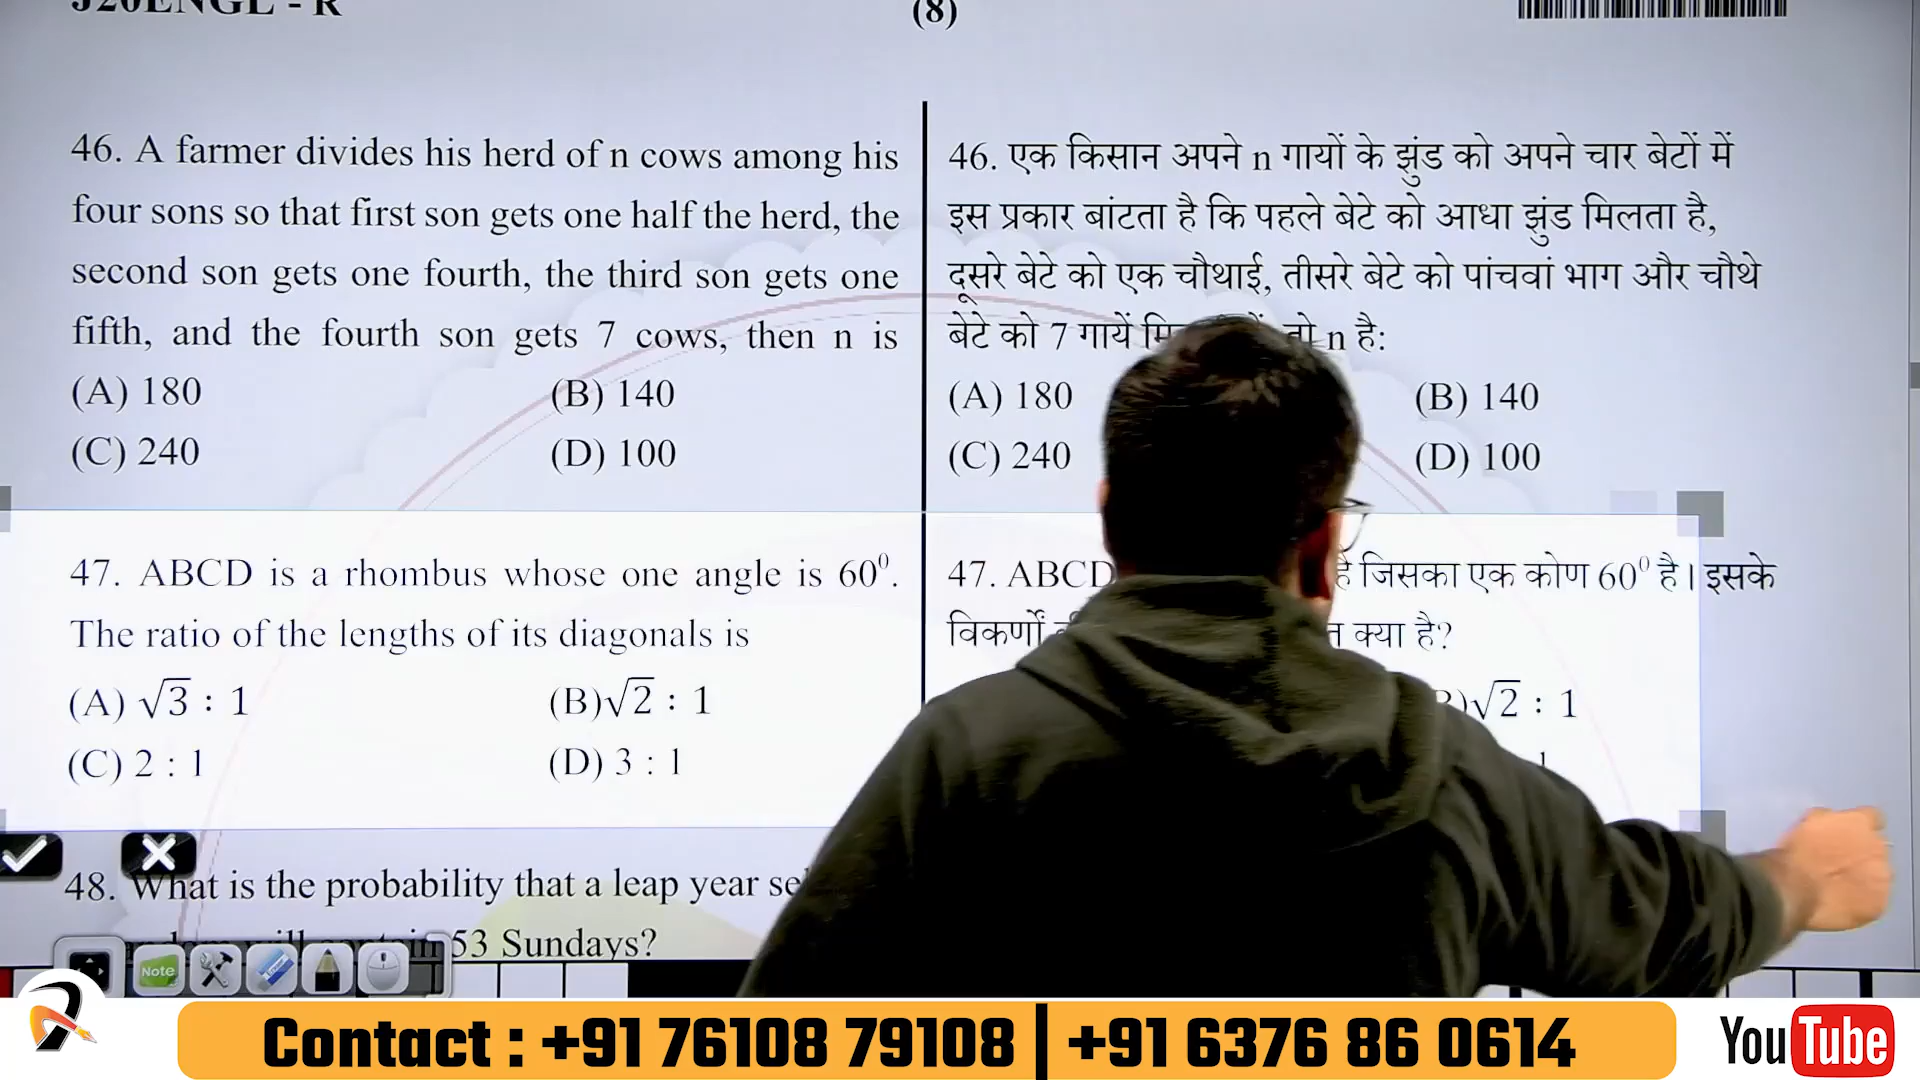 J20ENGL - R
(8)
46. A farmer divides his herd of n cows among his
four sons so that first son gets one half the herd, the
second son gets one fourth, the third son gets one
fifth, and the fourth son gets 7 cows, then n is
(A) 180 (B) 140
(C) 240 (D) 100
46. एक किसान अपने n गायों के झुंड को अपने चार बेटों में
इस प्रकार बांटता है कि पहले बेटे को आधा झुंड मिलता है,
दूसरे बेटे को एक चौथाई, तीसरे बेटे को पांचवां भाग और चौथे
बेटे को 7 गायें n है:
(A) 180 (B) 140
(C) 240 (D) 100
47. ABCD is a rhombus whose one angle is 60⁰.
The ratio of the lengths of its diagonals is
(A) √3 : 1 (B)√2 : 1
(C) 2 : 1 (D) 3 : 1
47. ABCD है जिसका एक कोण 60⁰ है। इसके
विकर्णों क्या है?
√2 : 1
48. What is the probability that a leap year
53 Sundays?
Note
Contact : +91 76108 79108 | +91 6376 86 0614
YouTube